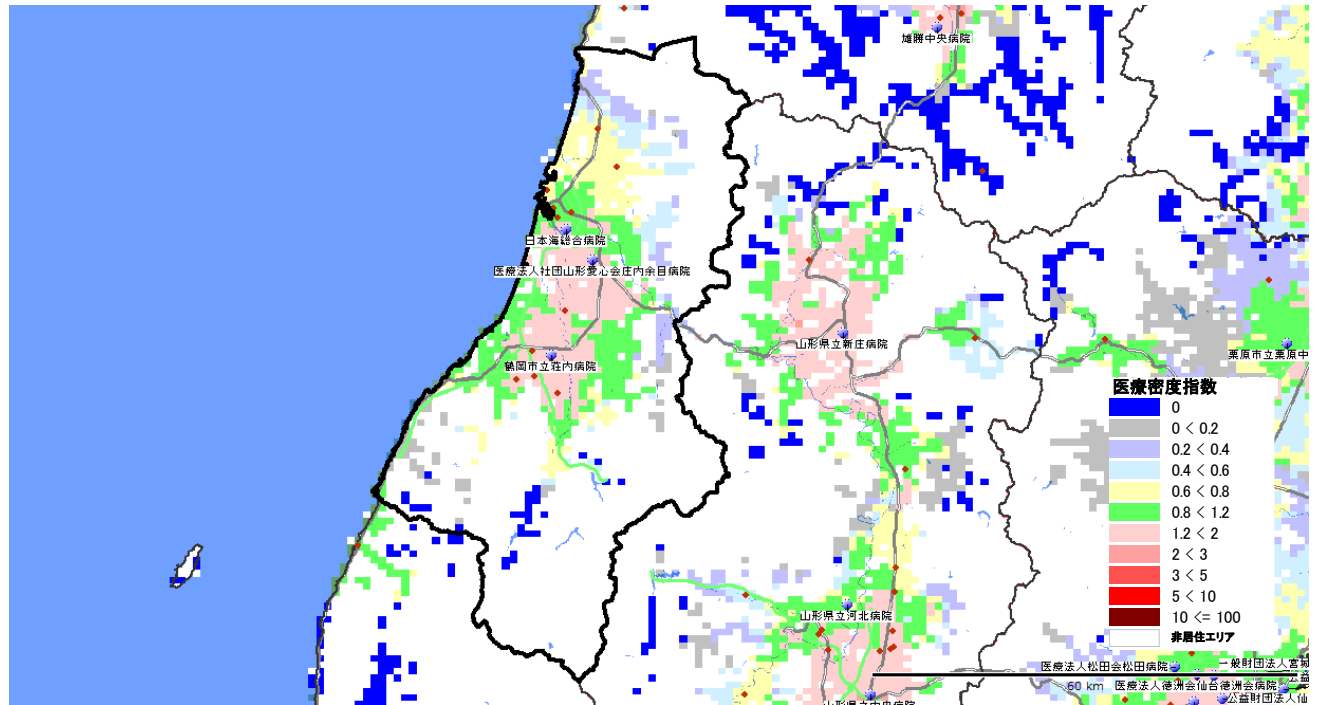 雄勝中央病院
日本海総合病院
医療法人社団山形愛心会庄内余目病院
山形県立新庄病院
栗原市立栗原中
鶴岡市立荘内病院
医療密度指数
0
0 < 0.2
0.2 < 0.4
0.4 < 0.6
0.6 < 0.8
0.8 < 1.2
1.2 < 2
2 < 3
3 < 5
5 < 10
10 <= 100
非居住エリア
山形県立河北病院
医療法人松田会松田病院
一般財団法人宮城
公益
60 km
医療法人徳洲会仙台徳洲会病院
公益財団法人仙